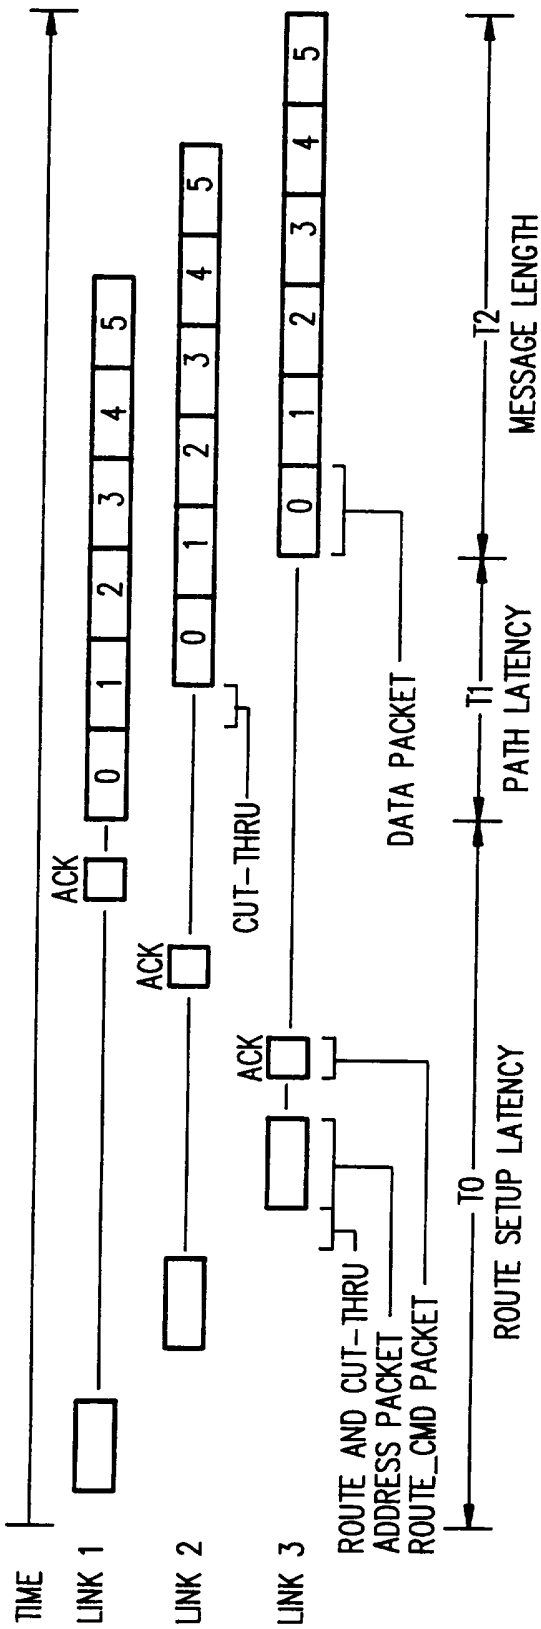 TIME
LINK 1
ACK
0 1 2 3 4 5
LINK 2
ACK
0 1 2 3 4 5
CUT-THRU
LINK 3
ACK
0 1 2 3 4 5
ROUTE AND CUT-THRU
ADDRESS PACKET
ROUTE_CMD PACKET
DATA PACKET
T0
ROUTE SETUP LATENCY
T1
PATH LATENCY
T2
MESSAGE LENGTH